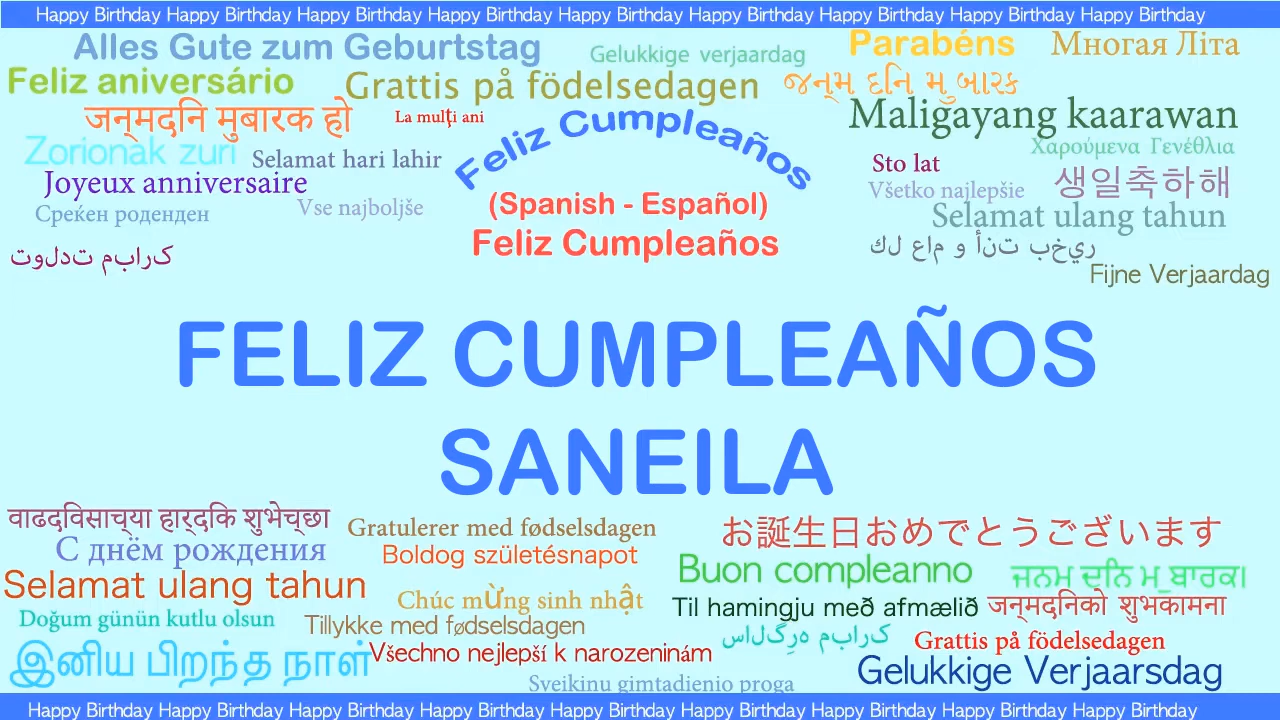 Happy Birthday Happy Birthday Happy Birthday Happy Birthday Happy Birthday Happy Birthday Happy Birthday Happy Birthday Happy Birthday
Alles Gute zum Geburtstag
Gelukkige verjaardag
Parabéns
Многая Літа
Feliz aniversário
Grattis på födelsedagen
જન્મ દિન મુબારક
जन्मदिन मुबारक हो
La mulţi ani
Feliz Cumpleaños
Maligayang kaarawan
Zorionak zuri
Selamat hari lahir
Χαρούμενα Γενέθλια
Sto lat
Joyeux anniversaire
(Spanish - Español)
Všetko najlepšie
생일축하해
Среќен роденден
Vse najboljše
Selamat ulang tahun
Feliz Cumpleaños
تولدت مبارک
كل عام و أنت بخير
Fijne Verjaardag
FELIZ CUMPLEAÑOS
SANEILA
वाढदिवसाच्या हार्दिक शुभेच्छा
Gratulerer med fødselsdagen
お誕生日おめでとうございます
С днём рождения
Boldog születésnapot
Selamat ulang tahun
Buon compleanno
ਜਨਮ ਦਿਨ ਮੁਬਾਰਕ।
Chúc mừng sinh nhật
Til hamingju með afmælið
जन्मदिनको शुभकामना
Doğum günün kutlu olsun
Tillykke med fødselsdagen
سالگرہ مبارک
Grattis på födelsedagen
இனிய பிறந்த நாள்
Všechno nejlepší k narozeninám
Gelukkige Verjaarsdag
Sveikinu gimtadienio proga
Happy Birthday Happy Birthday Happy Birthday Happy Birthday Happy Birthday Happy Birthday Happy Birthday Happy Birthday Happy Birthday